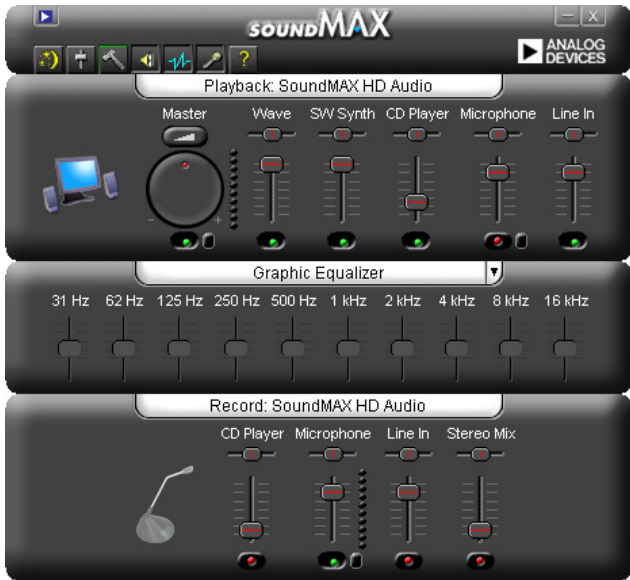 SOUNDMAX
— X
?
ANALOG
DEVICES
Playback: SoundMAX HD Audio
Master Wave SW Synth CD Player Microphone Line In
- +
Graphic Equalizer
31 Hz 62 Hz 125 Hz 250 Hz 500 Hz 1 kHz 2 kHz 4 kHz 8 kHz 16 kHz
Record: SoundMAX HD Audio
CD Player Microphone Line In Stereo Mix